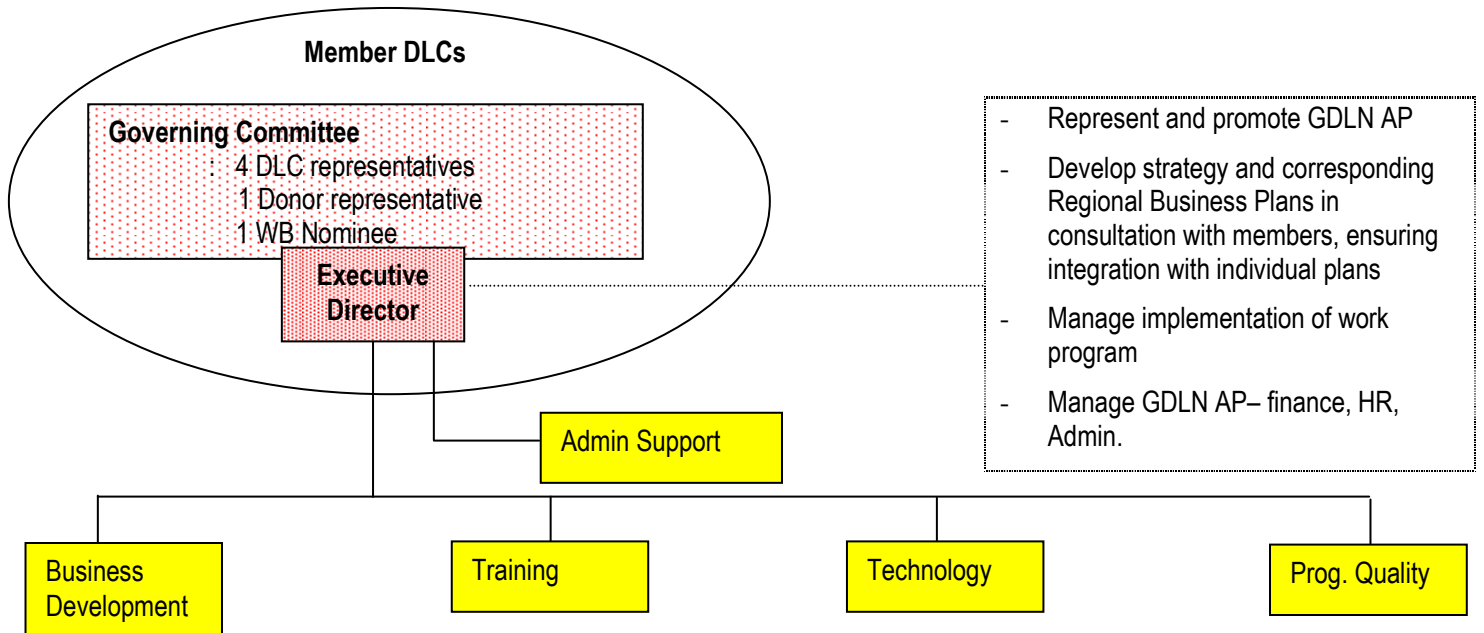 Member DLCs
Governing Committee
: 4 DLC representatives
1 Donor representative
1 WB Nominee
Executive
Director
- Represent and promote GDLN AP
- Develop strategy and corresponding
Regional Business Plans in
consultation with members, ensuring
integration with individual plans
- Manage implementation of work
program
- Manage GDLN AP– finance, HR,
Admin.
Admin Support
Business
Development
Training
Technology
Prog. Quality